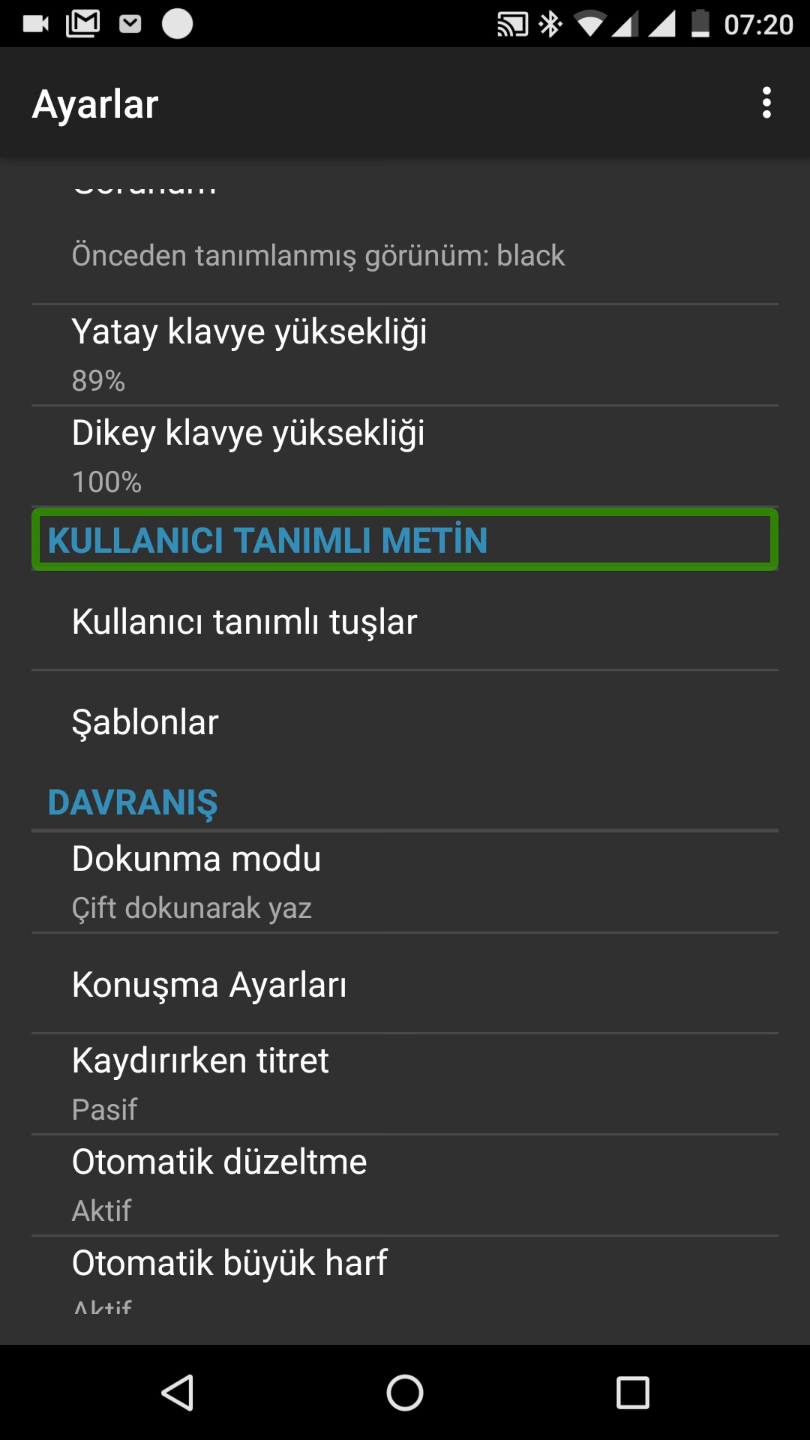 07:20
Ayarlar
Önceden tanımlanmış görünüm: black
Yatay klavye yüksekliği
89%
Dikey klavye yüksekliği
100%
KULLANICI TANIMLI METİN
Kullanıcı tanımlı tuşlar
Şablonlar
DAVRANIŞ
Dokunma modu
Çift dokunarak yaz
Konuşma Ayarları
Kaydırırken titret
Pasif
Otomatik düzeltme
Aktif
Otomatik büyük harf
Aktif